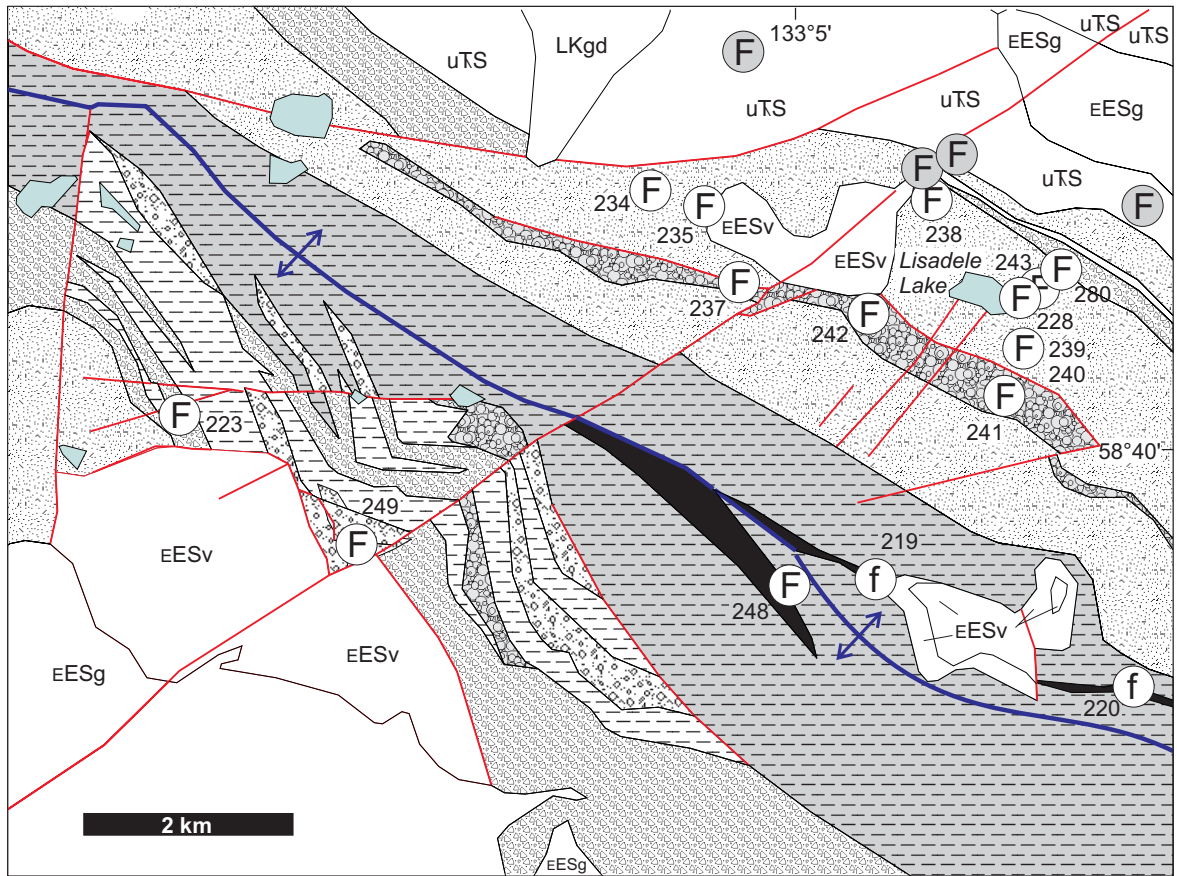 133°5'
uTS
LKgd
F
EESg
uTS
uTS
uTS
EESg
F
F
uTS
F
234
F
F
235
F
EESv
F
238
EESv
Lisadele
Lake
243
F
280
F
237
F
228
242
F
F
239,
240
F
223
F
241
58°40'
249
F
EESv
219
f
F
248
EESv
EESg
EESv
f
220
2 km
EESg